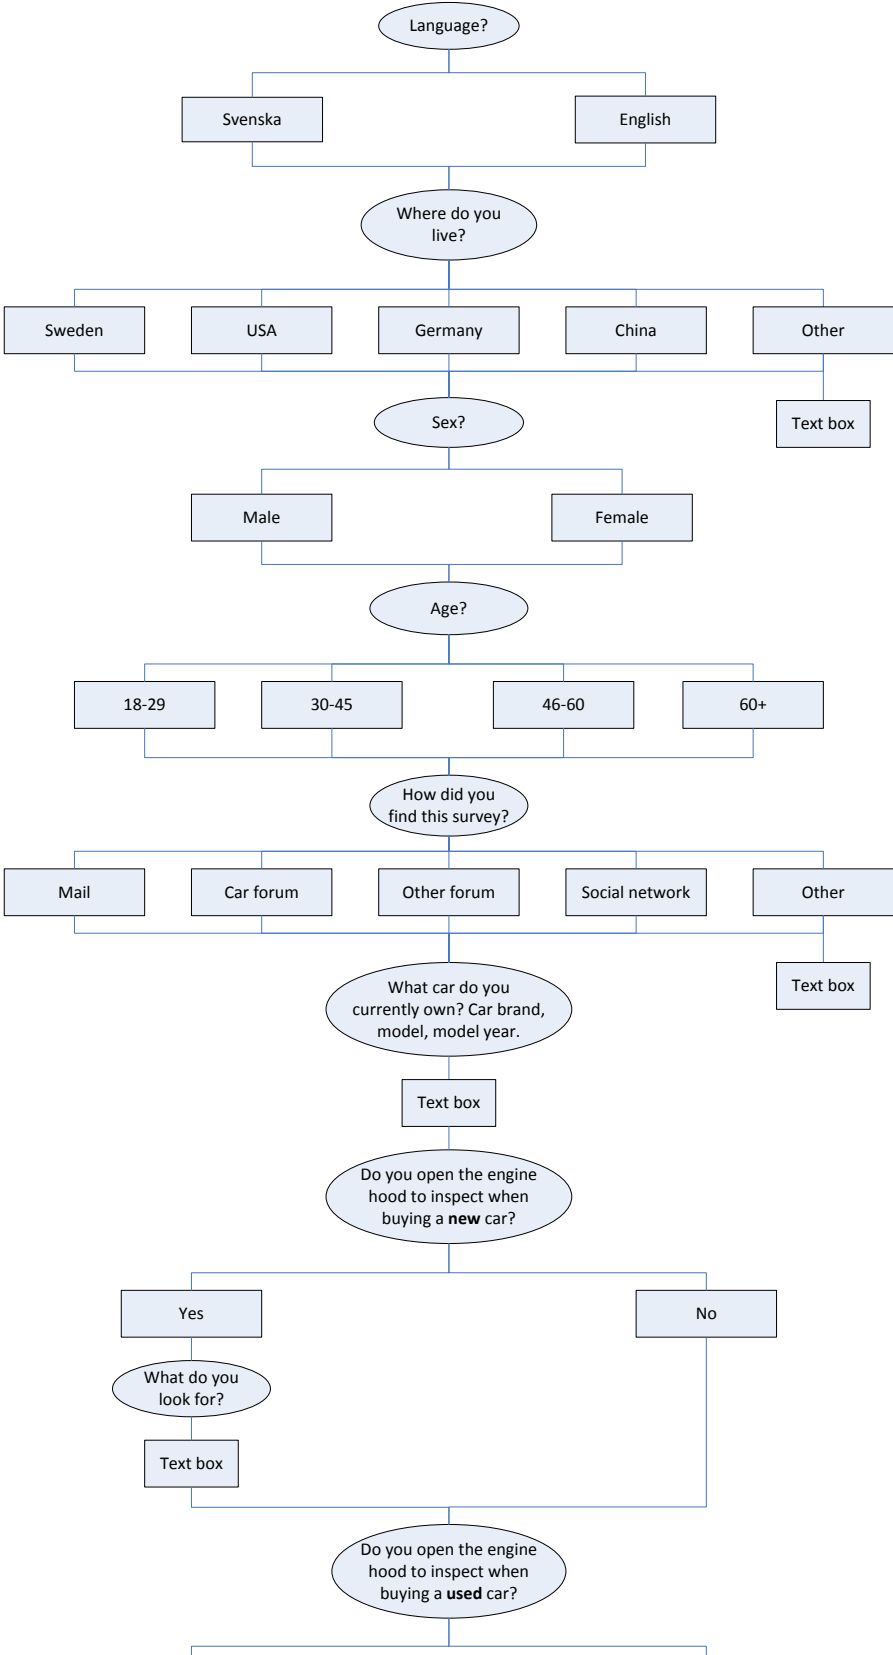 Language?
Svenska
English
Where do you
live?
Sweden
USA
Germany
China
Other
Text box
Sex?
Male
Female
Age?
18-29
30-45
46-60
60+
How did you
find this survey?
Mail
Car forum
Other forum
Social network
Other
Text box
What car do you
currently own? Car brand,
model, model year.
Text box
Do you open the engine
hood to inspect when
buying a new car?
Yes
No
What do you
look for?
Text box
Do you open the engine
hood to inspect when
buying a used car?